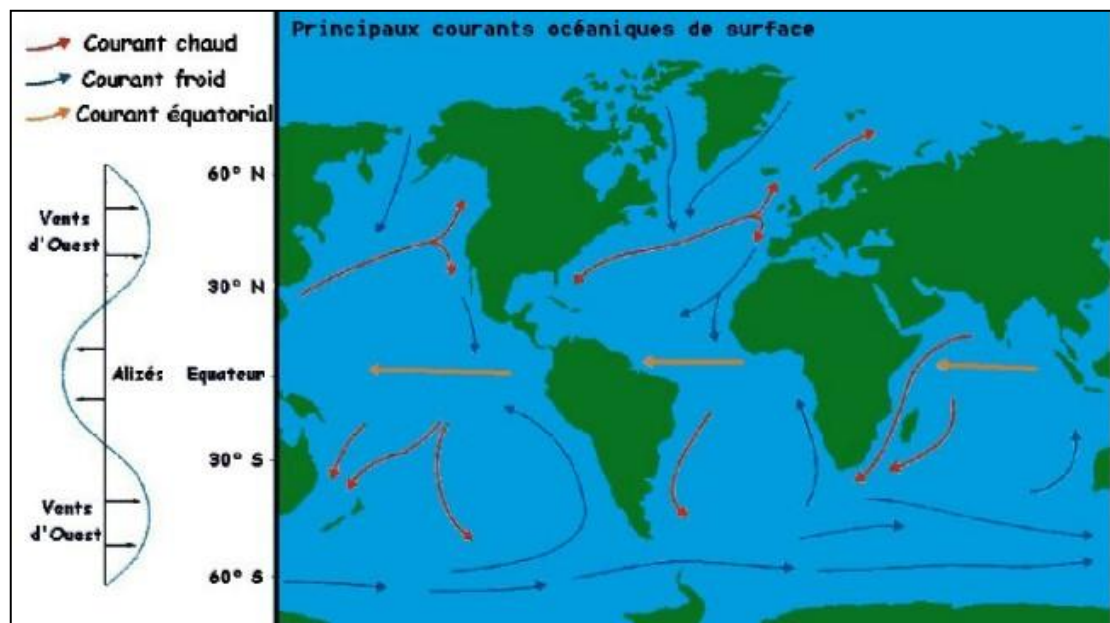 Principaux courants océaniques de surface
Courant chaud
Courant froid
Courant équatorial
60° N
Vents
d'Ouest
30° N
Alizés
Equateur
30° S
Vents
d'Ouest
60° S